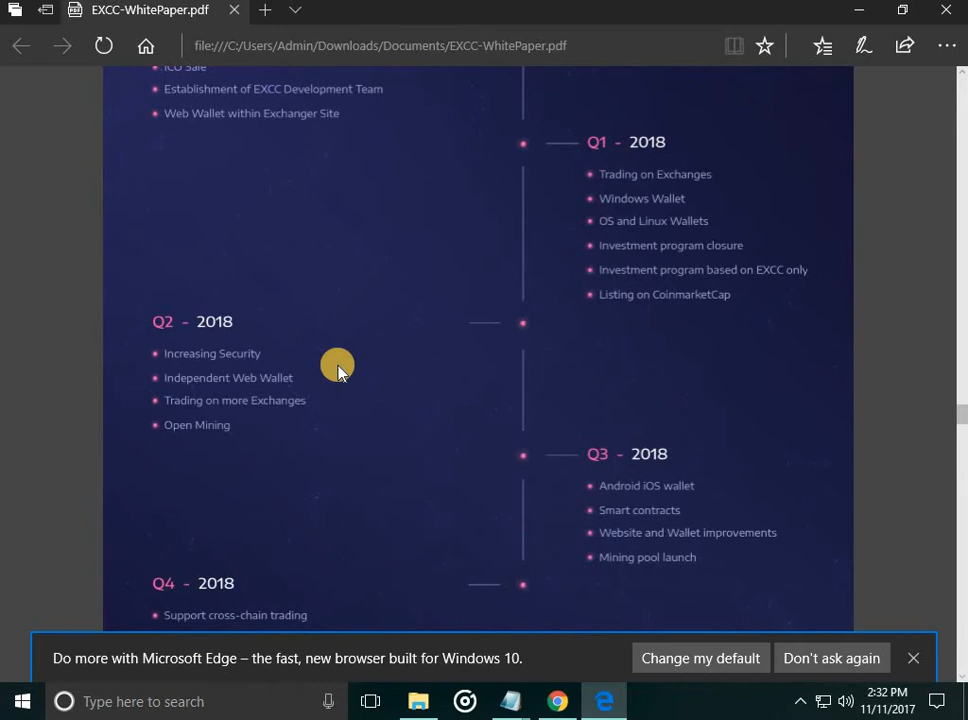 EXCC-WhitePaper.pdf
file:///C:/Users/Admin/Downloads/Documents/EXCC-WhitePaper.pdf
ICO Sale
Establishment of EXCC Development Team
Web Wallet within Exchanger Site
Q1 - 2018
Trading on Exchanges
Windows Wallet
OS and Linux Wallets
Investment program closure
Investment program based on EXCC only
Listing on CoinmarketCap
Q2 - 2018
Increasing Security
Independent Web Wallet
Trading on more Exchanges
Open Mining
Q3 - 2018
Android iOS wallet
Smart contracts
Website and Wallet improvements
Mining pool launch
Q4 - 2018
Support cross-chain trading
Do more with Microsoft Edge – the fast, new browser built for Windows 10.
Change my default
Don't ask again
Type here to search
2:32 PM
11/11/2017